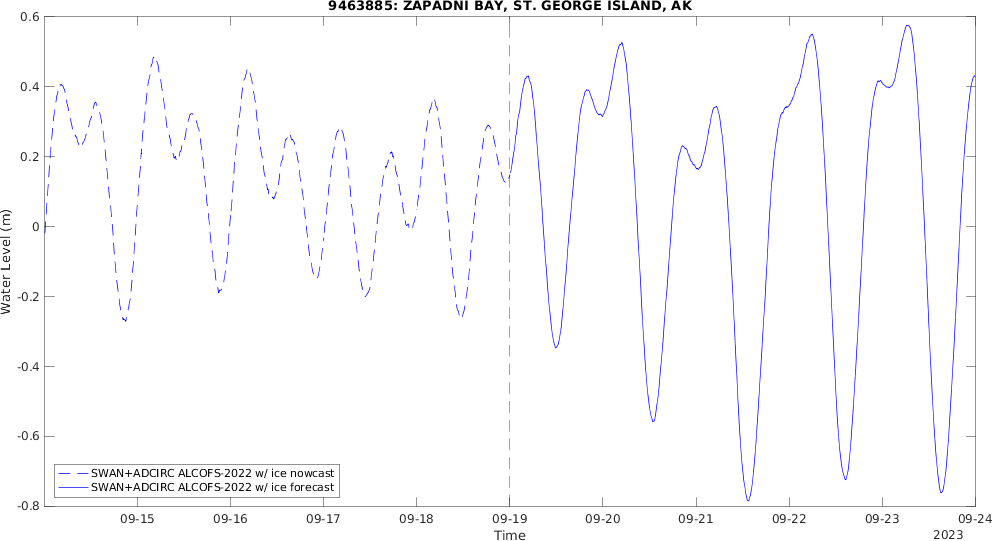 9463885: ZAPADNI BAY, ST. GEORGE ISLAND, AK
0.6
0.4
0.2
0
-0.2
-0.4
-0.6
-0.8
Water Level (m)
SWAN+ADCIRC ALCOFS-2022 w/ ice nowcast
SWAN+ADCIRC ALCOFS-2022 w/ ice forecast
09-15 09-16 09-17 09-18 09-19 09-20 09-21 09-22 09-23 09-24
Time
2023